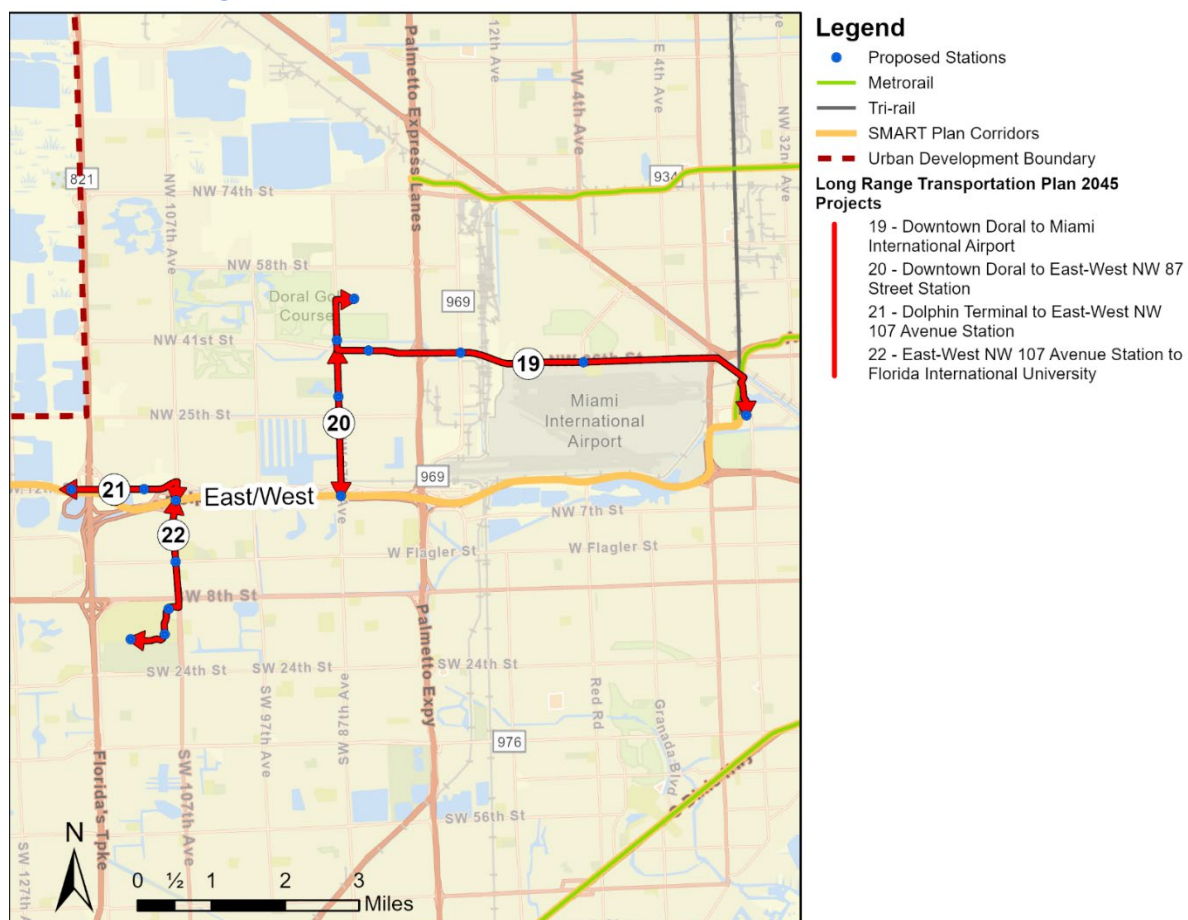 Legend
Proposed Stations
Metrorail
Tri-rail
SMART Plan Corridors
Urban Development Boundary
Long Range Transportation Plan 2045
Projects
19 - Downtown Doral to Miami
International Airport
20 - Downtown Doral to East-West NW 87
Street Station
21 - Dolphin Terminal to East-West NW
107 Avenue Station
22 - East-West NW 107 Avenue Station to
Florida International University
12th Ave
E 4th Ave
W 4th Ave
Palmetto Express Lanes
NW 32nd Ave
821
NW 107th Ave
NW 74th St
934
NW 58th St
Doral
Course
969
NW 41st St
19
Miami
International
Airport
NW 25th St
20
969
21
East/West
NW 7th St
22
W Flagler St
W Flagler St
SW 8th St
Palmetto Expy
SW 24th St
SW 24th St
SW 24th St
SW 97th Ave
SW 87th Ave
Red Rd
Granada Blvd
976
Florida's Tpke
SW 107th Ave
SW 56th St
SW 127th Ave
N
0 ½ 1 2 3
Miles